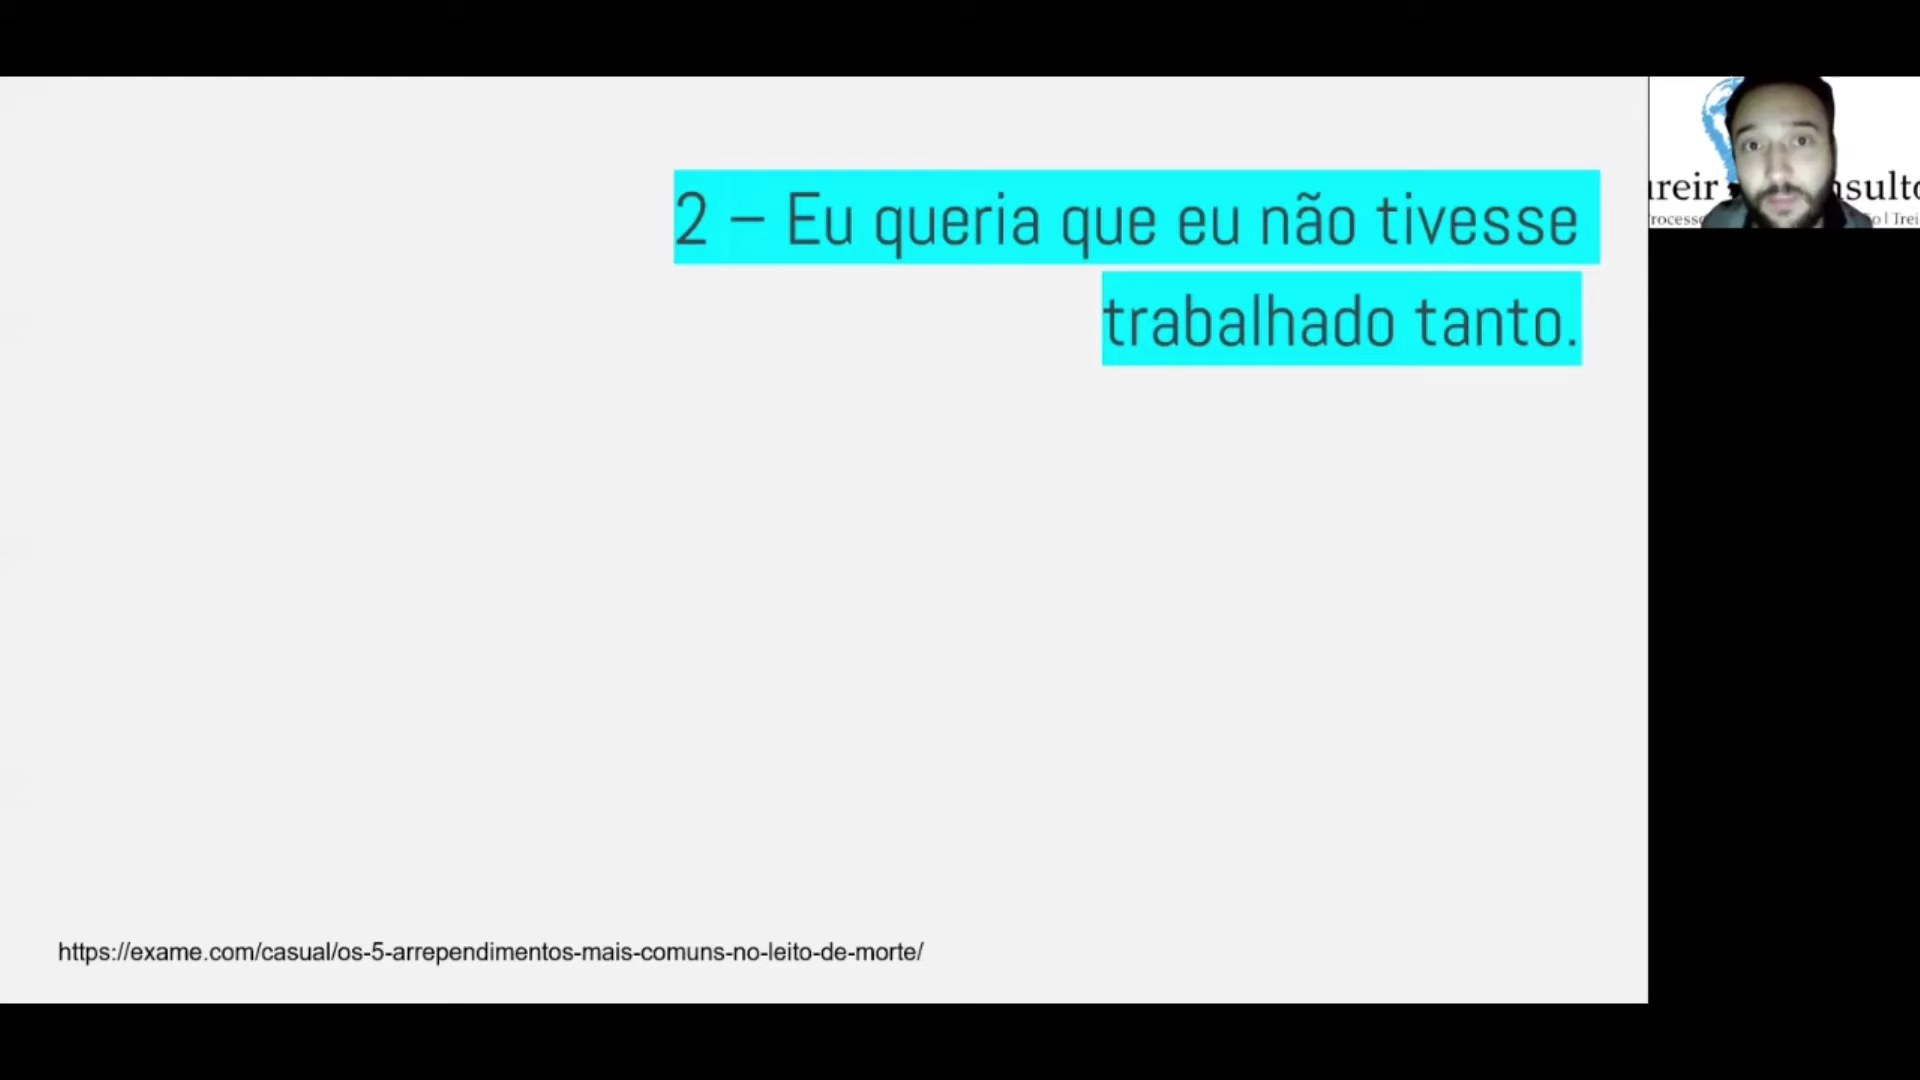 2 – Eu queria que eu não tivesse
trabalhado tanto.
https://exame.com/casual/os-5-arrependimentos-mais-comuns-no-leito-de-morte/